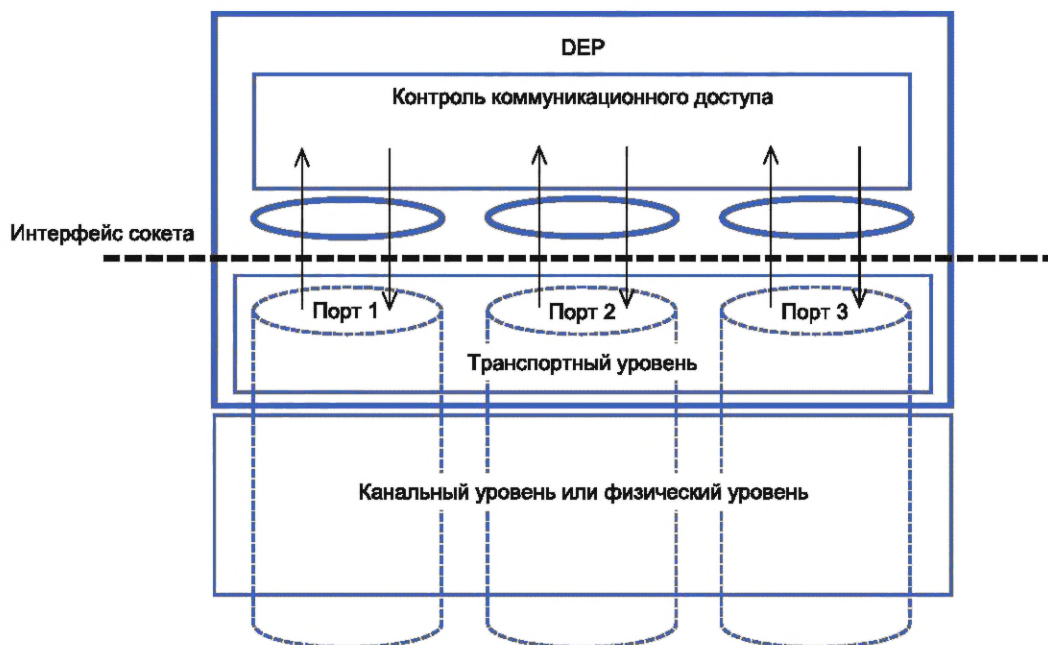 DEP
Контроль коммуникационного доступа
Интерфейс сокета
Порт 1
Порт 2
Порт 3
Транспортный уровень
Канальный уровень или физический уровень